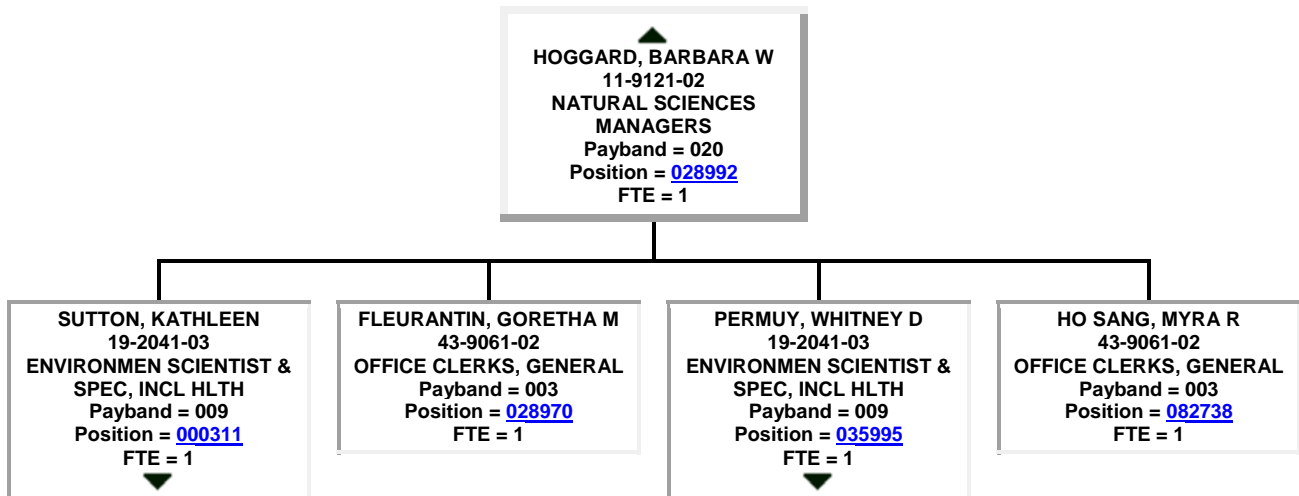 HOGGARD, BARBARA W
11-9121-02
NATURAL SCIENCES
MANAGERS
Payband = 020
Position = 028992
FTE = 1
SUTTON, KATHLEEN
19-2041-03
ENVIRONMEN SCIENTIST &
SPEC, INCL HLTH
Payband = 009
Position = 000311
FTE = 1
FLEURANTIN, GORETHA M
43-9061-02
OFFICE CLERKS, GENERAL
Payband = 003
Position = 028970
FTE = 1
PERMUY, WHITNEY D
19-2041-03
ENVIRONMEN SCIENTIST &
SPEC, INCL HLTH
Payband = 009
Position = 035995
FTE = 1
HO SANG, MYRA R
43-9061-02
OFFICE CLERKS, GENERAL
Payband = 003
Position = 082738
FTE = 1